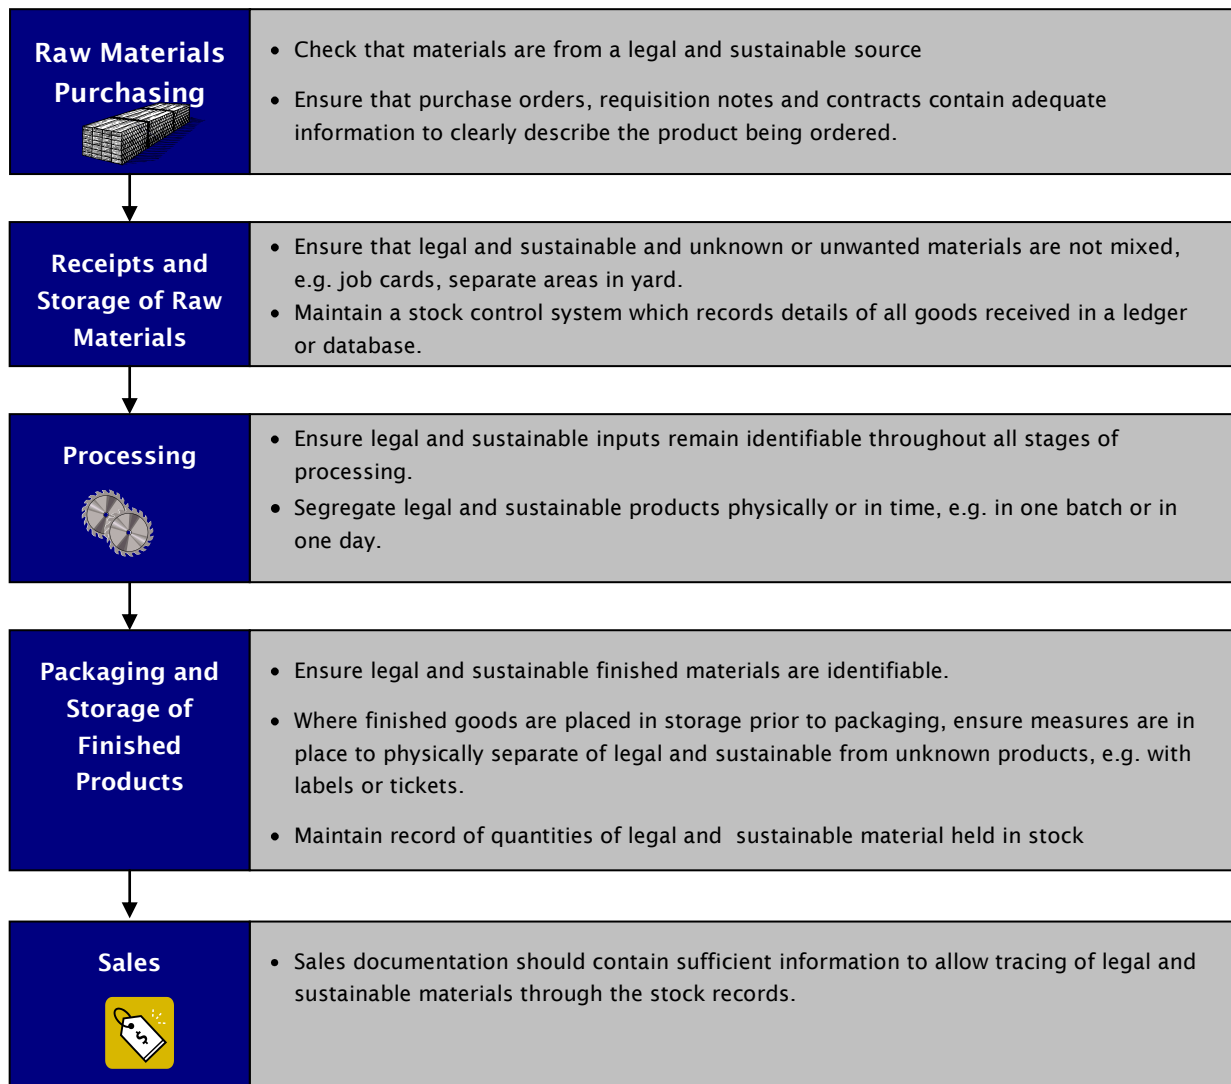 Raw Materials
Purchasing
• Check that materials are from a legal and sustainable source
• Ensure that purchase orders, requisition notes and contracts contain adequate
information to clearly describe the product being ordered.
Receipts and
Storage of Raw
Materials
• Ensure that legal and sustainable and unknown or unwanted materials are not mixed,
e.g. job cards, separate areas in yard.
• Maintain a stock control system which records details of all goods received in a ledger
or database.
Processing
• Ensure legal and sustainable inputs remain identifiable throughout all stages of
processing.
• Segregate legal and sustainable products physically or in time, e.g. in one batch or in
one day.
Packaging and
Storage of
Finished
Products
• Ensure legal and sustainable finished materials are identifiable.
• Where finished goods are placed in storage prior to packaging, ensure measures are in
place to physically separate of legal and sustainable from unknown products, e.g. with
labels or tickets.
• Maintain record of quantities of legal and  sustainable material held in stock
Sales
$
• Sales documentation should contain sufficient information to allow tracing of legal and
sustainable materials through the stock records.